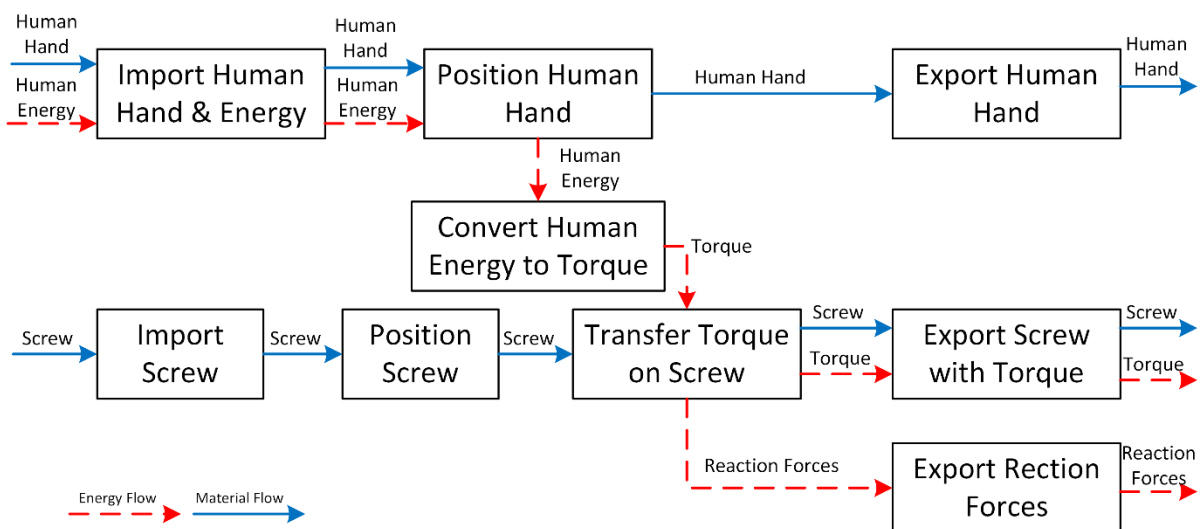 Human
Hand
Human
Energy
Import Human
Hand & Energy
Human
Hand
Human
Energy
Position Human
Hand
Human Hand
Export Human
Hand
Human
Hand
Human
Energy
Convert Human
Energy to Torque
Torque
Screw
Import
Screw
Screw
Position
Screw
Screw
Transfer Torque
on Screw
Screw
Torque
Export Screw
with Torque
Screw
Torque
Reaction Forces
Export Rection
Forces
Reaction
Forces
Energy Flow
Material Flow